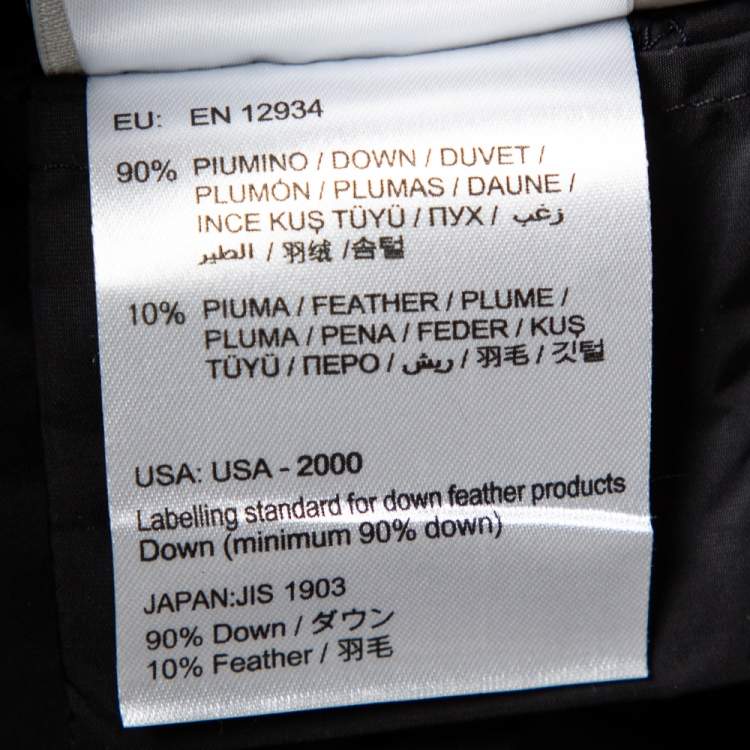 EU: EN 12934
90% PIUMINO / DOWN / DUVET /
PLUMÓN / PLUMAS / DAUNE /
INCE KUŞ TÜYÜ / ПУХ / زغب
الطير / 羽绒 / 솜털
10% PIUMA / FEATHER / PLUME /
PLUMA / PENA / FEDER / KUŞ
TÜYÜ / ПЕРО / ريش / 羽毛 / 깃털
USA: USA - 2000
Labelling standard for down feather products
Down (minimum 90% down)
JAPAN:JIS 1903
90% Down / ダウン
10% Feather / 羽毛